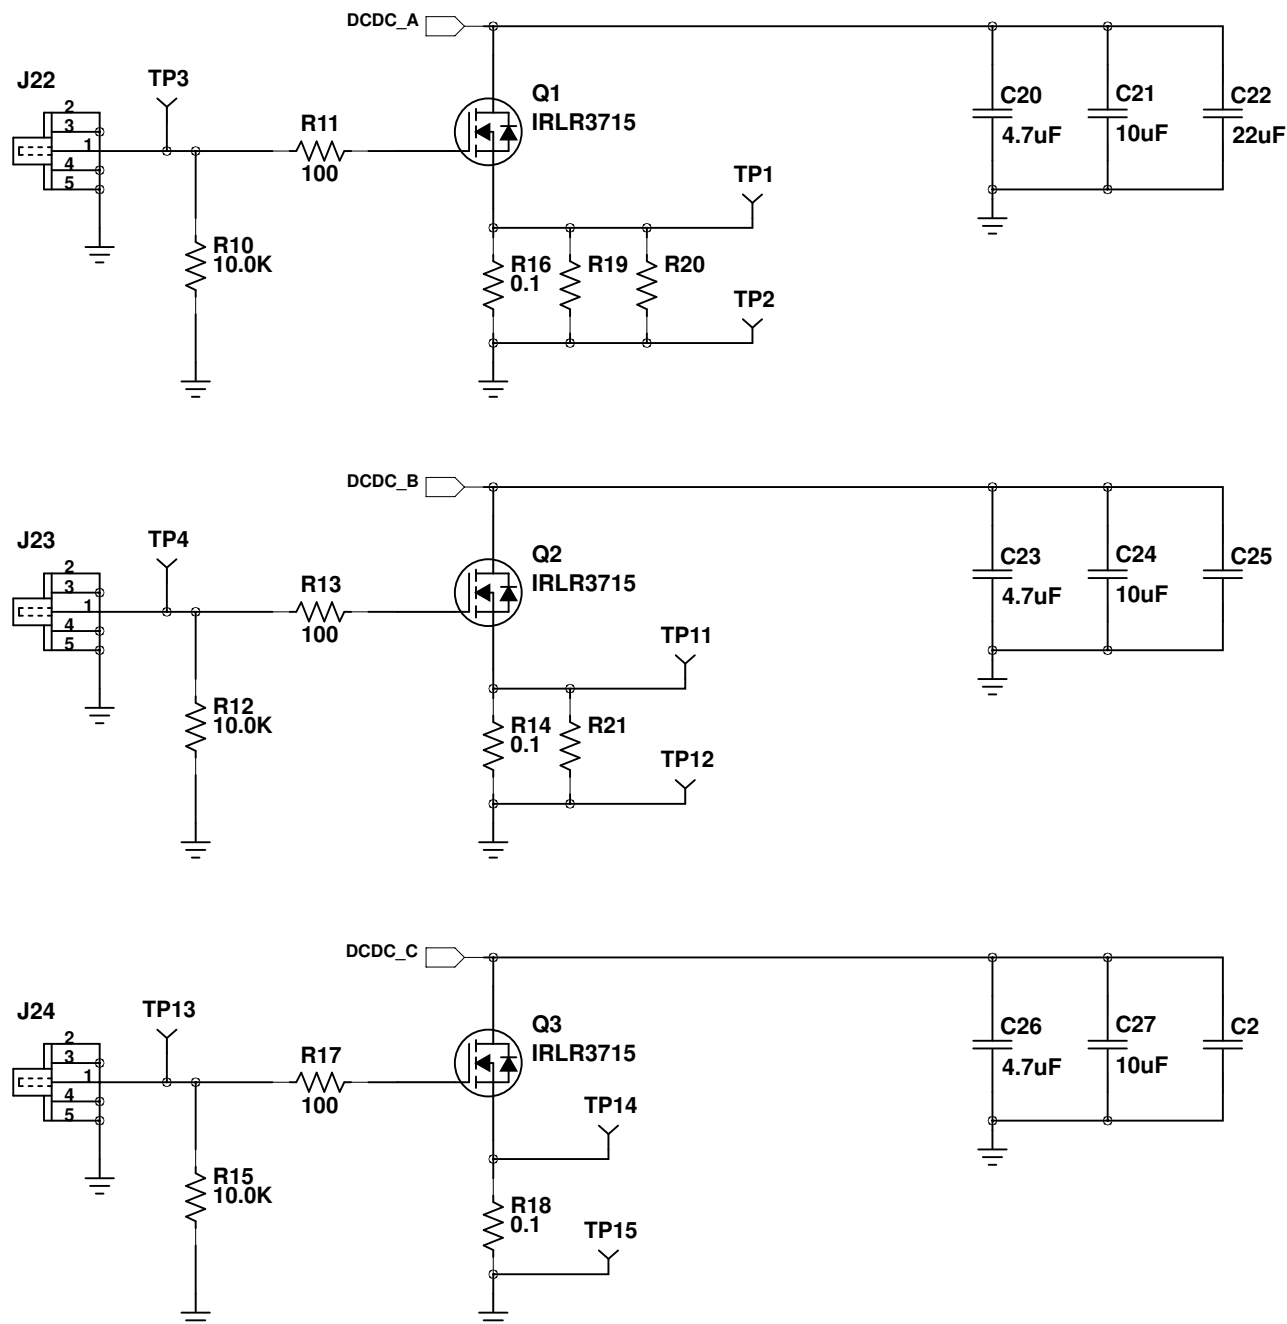 DCDC_A
J22
2
3
1
4
5
TP3
R11
100
R10
10.0K
Q1
IRLR3715
TP1
R16
0.1
R19
R20
TP2
C20
4.7uF
C21
10uF
C22
22uF
DCDC_B
J23
2
3
1
4
5
TP4
R13
100
R12
10.0K
Q2
IRLR3715
TP11
R14
0.1
R21
TP12
C23
4.7uF
C24
10uF
C25
DCDC_C
J24
2
3
1
4
5
TP13
R17
100
R15
10.0K
Q3
IRLR3715
TP14
R18
0.1
TP15
C26
4.7uF
C27
10uF
C2